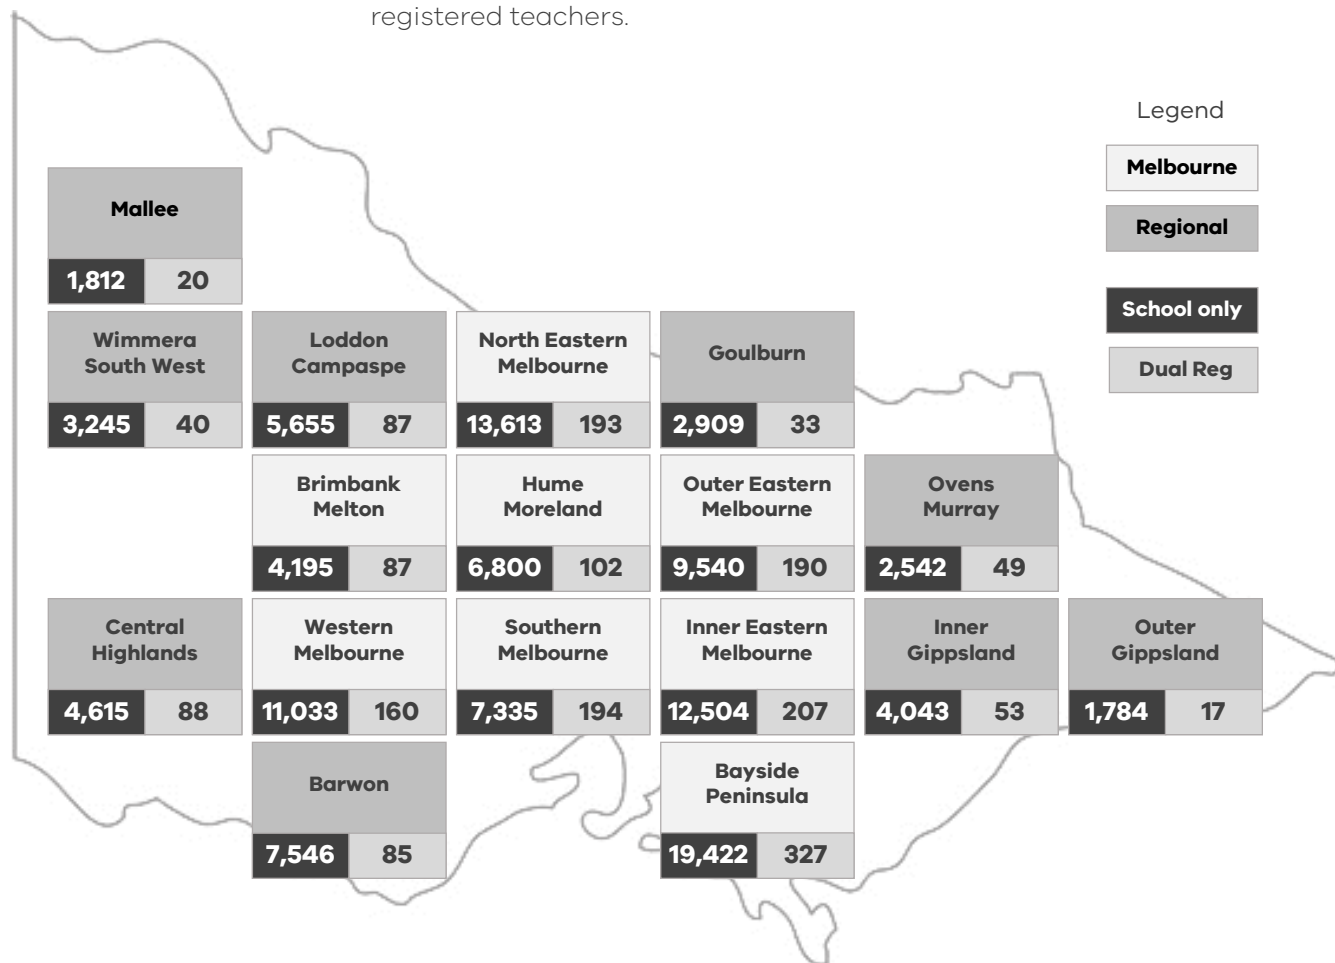 registered teachers.
Legend
Melbourne
Regional
School only
Dual Reg
Mallee
1,812 20
Wimmera
South West
3,245 40
Loddon
Campaspe
5,655 87
North Eastern
Melbourne
13,613 193
Goulburn
2,909 33
Brimbank
Melton
4,195 87
Hume
Moreland
6,800 102
Outer Eastern
Melbourne
9,540 190
Ovens
Murray
2,542 49
Central
Highlands
4,615 88
Western
Melbourne
11,033 160
Southern
Melbourne
7,335 194
Inner Eastern
Melbourne
12,504 207
Inner
Gippsland
4,043 53
Outer
Gippsland
1,784 17
Barwon
7,546 85
Bayside
Peninsula
19,422 327